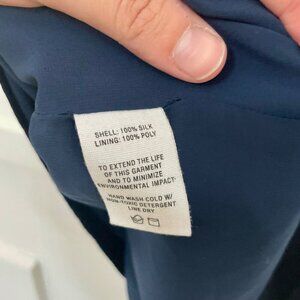 SHELL: 100% SILK
LINING: 100% POLY
TO EXTEND THE LIFE
OF THIS GARMENT
AND TO MINIMIZE
ENVIRONMENTAL IMPACT:
HAND WASH COLD W/
NON-TOXIC DETERGENT
LINE DRY